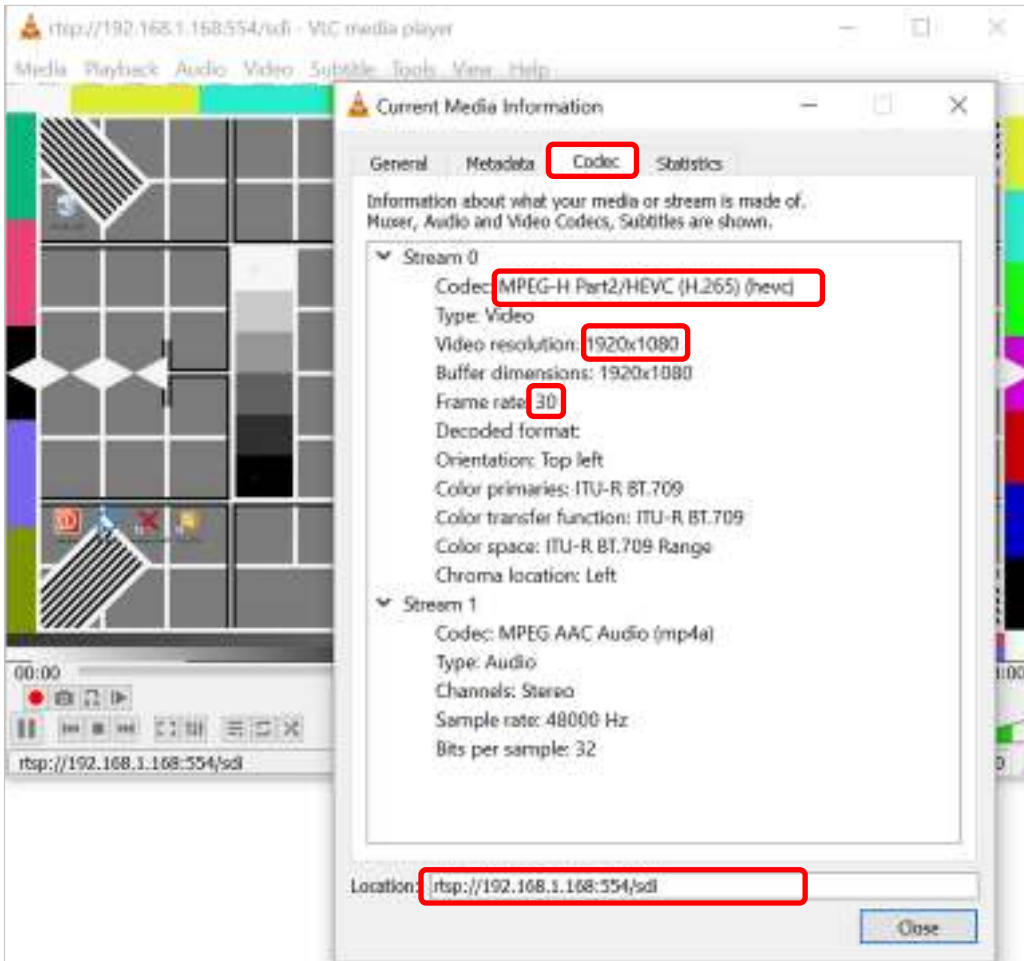 rtsp://192.168.1.168:554/sdi - VLC media player
Media Playback Audio Video Subtitle Tools View Help
Current Media Information
General Metadata Codec Statistics
Information about what your media or stream is made of.
Muxer, Audio and Video Codecs, Subtitles are shown.
Stream 0
Codec: MPEG-H Part2/HEVC (H.265) (hevc)
Type: Video
Video resolution: 1920x1080
Buffer dimensions: 1920x1080
Frame rate: 30
Decoded format:
Orientation: Top left
Color primaries: ITU-R BT.709
Color transfer function: ITU-R BT.709
Color space: ITU-R BT.709 Range
Chroma location: Left
Stream 1
Codec: MPEG AAC Audio (mp4a)
Type: Audio
Channels: Stereo
Sample rate: 48000 Hz
Bits per sample: 32
00:00
rtsp://192.168.1.168:554/sdi
Location: rtsp://192.168.1.168:554/sdi
Close